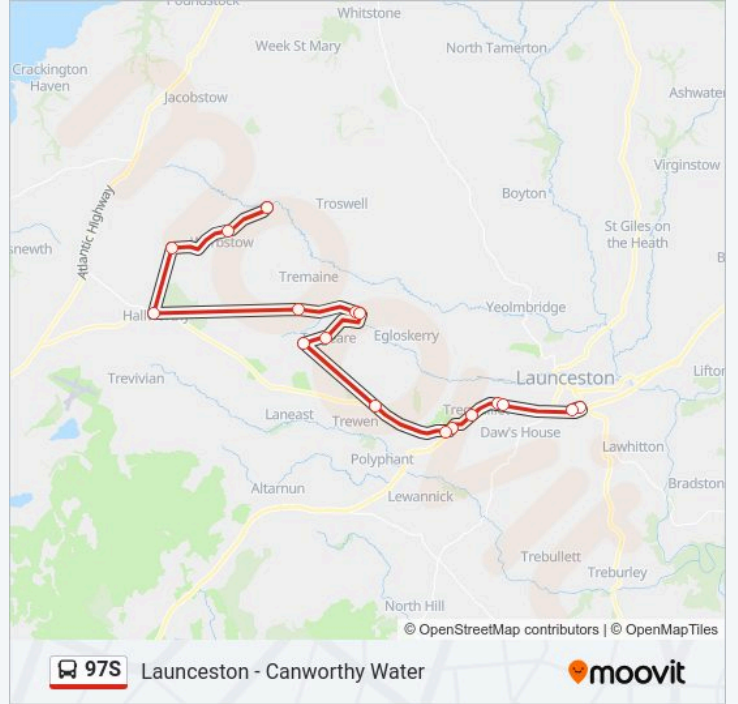 Poundstock
Whitstone
Week St Mary
North Tamerton
Crackington
Haven
Jacobstow
Ashwater
Virginstow
Boyton
Troswell
Atlantic Highway
St Giles on
the Heath
Tremaine
Yeolmbridge
Egloskerry
Trevivian
Launceston
Lifton
Laneast
Trewen
Daw's House
Lawhitton
Polyphant
Bradston
Altarnun
Lewannick
Trebullett
Treburley
North Hill
© OpenStreetMap contributors | © OpenMapTiles
97S Launceston - Canworthy Water
moovit